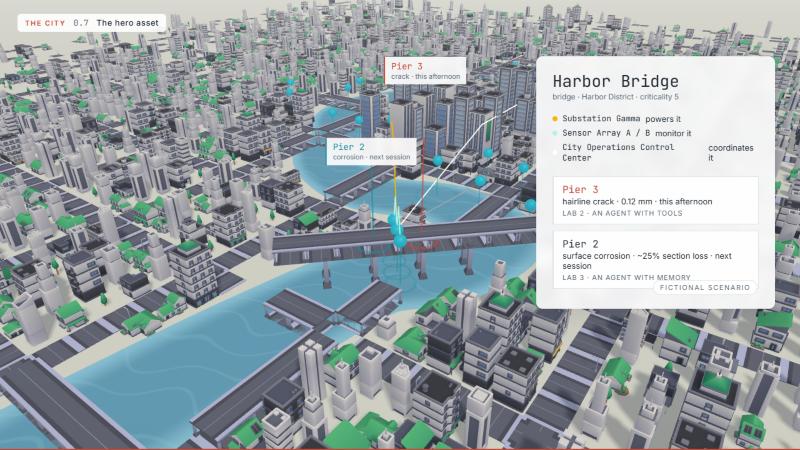 THE CITY 0.7 The hero asset
Pier 3
crack · this afternoon
Pier 2
corrosion · next session
Harbor Bridge
bridge · Harbor District · criticality 5
Substation Gamma powers it
Sensor Array A / B monitor it
City Operations Control Center coordinates it
Pier 3
hairline crack · 0.12 mm · this afternoon
LAB 2 · AN AGENT WITH TOOLS
Pier 2
surface corrosion · ~25% section loss · next
session
LAB 3 · AN AGENT WITH MEMORY
FICTIONAL SCENARIO